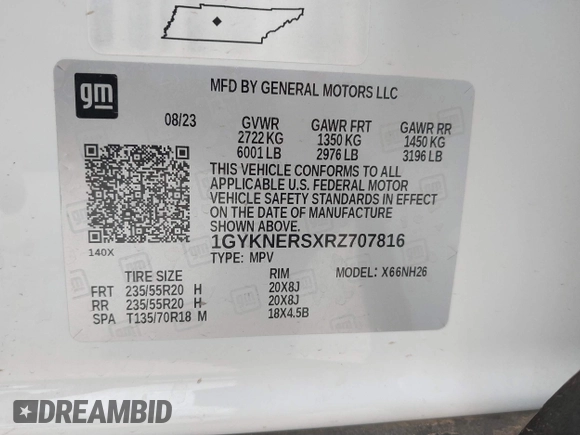 gm
MFD BY GENERAL MOTORS LLC
08/23 GVWR GAWR FRT GAWR RR
2722 KG 1350 KG 1450 KG
6001 LB 2976 LB 3196 LB
THIS VEHICLE CONFORMS TO ALL
APPLICABLE U.S. FEDERAL MOTOR
VEHICLE SAFETY STANDARDS IN EFFECT
ON THE DATE OF MANUFACTURE
SHOWN ABOVE.
1GYKNERSXRZ707816
140X
TYPE: MPV
TIRE SIZE RIM MODEL: X66NH26
FRT 235/55R20 H 20X8J
RR 235/55R20 H 20X8J
SPA T135/70R18 M 18X4.5B
DREAMBID